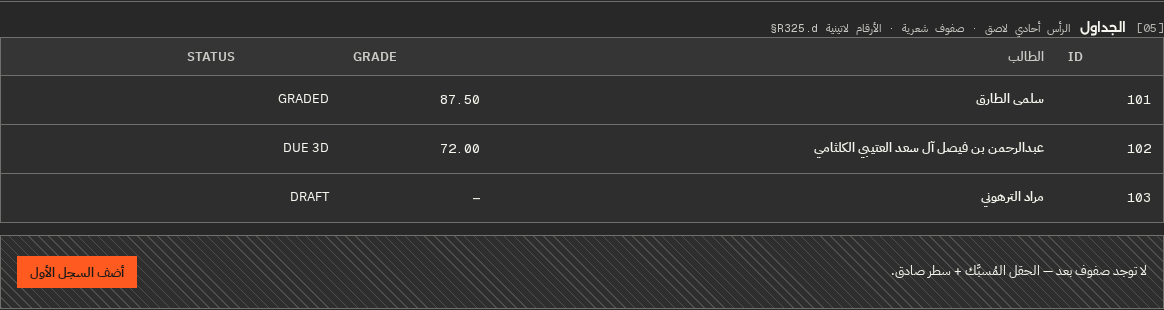 [05] الجداول الرأس أحادي لاصق · صفوف شعرية · الأرقام لاتينية §R325.d
ID الطالب GRADE STATUS
101 سلمى الطارق 87.50 GRADED
102 عبدالرحمن بن فيصل آل سعد العتيبي الكلثامي 72.00 DUE 3D
103 مراد الترهوني — DRAFT
لا توجد صفوف بعد — الحقل المُسبَّك + سطر صادق. أضف السجل الأول